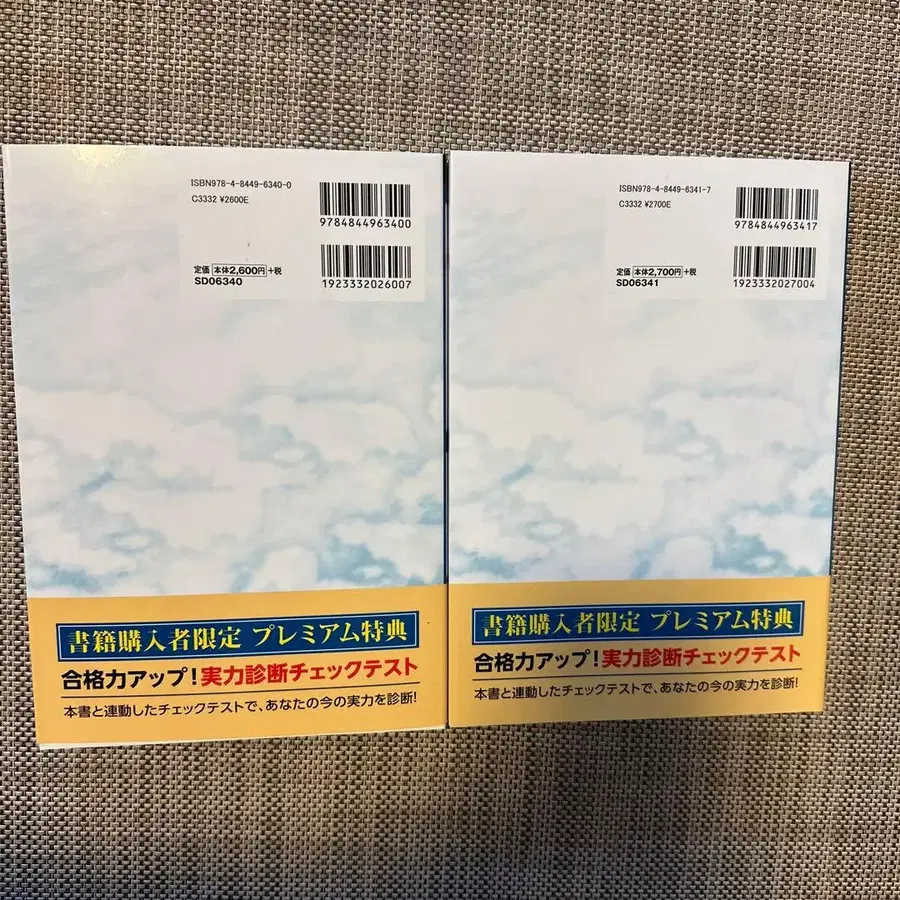 ISBN978-4-8449-6340-0
C3332 ¥2600E
9784844963400
定価 本体2,600円 +税
SD06340
1923332026007
書籍購入者限定 プレミアム特典
合格力アップ!実力診断チェックテスト
本書と連動したチェックテストで、あなたの今の実力を診断!
ISBN978-4-8449-6341-7
C3332 ¥2700E
9784844963417
定価 本体2,700円 +税
SD06341
1923332027004
書籍購入者限定 プレミアム特典
合格力アップ!実力診断チェックテスト
本書と連動したチェックテストで、あなたの今の実力を診断!